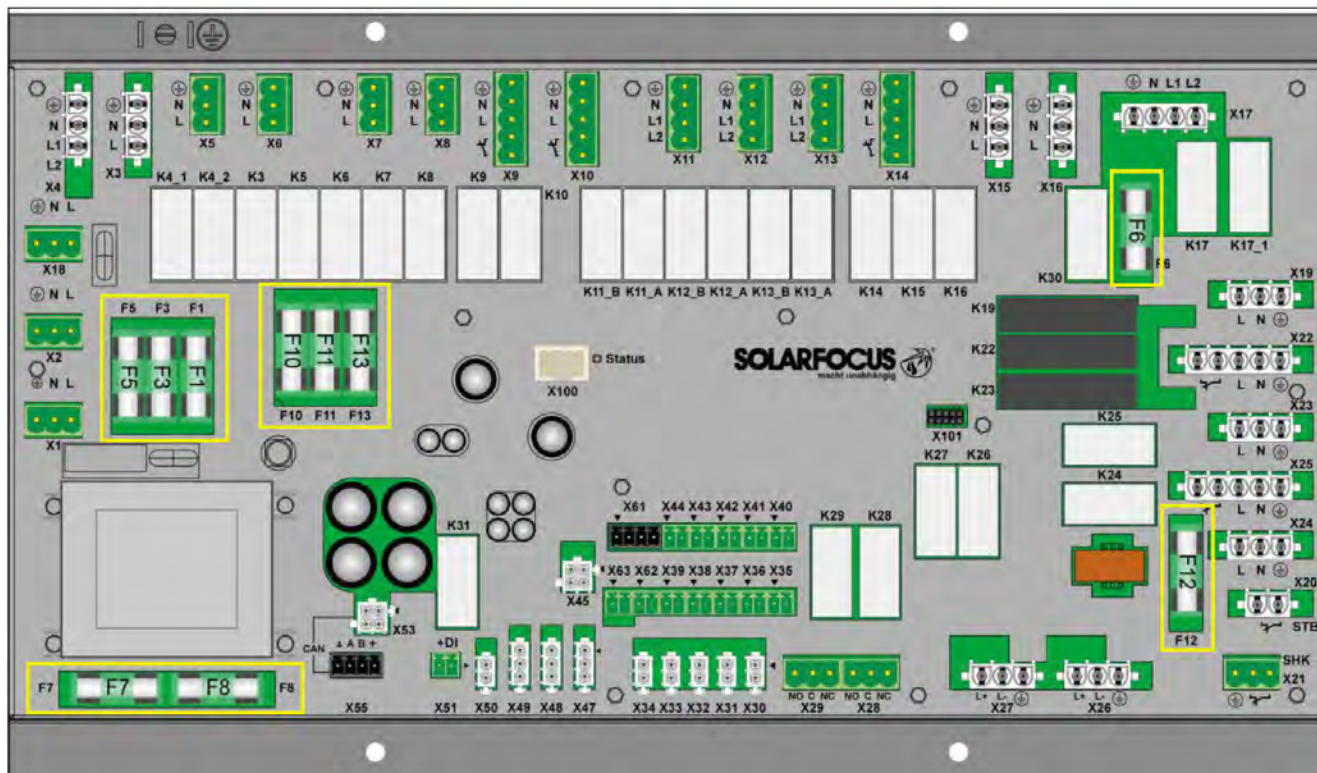 N L1 L2
N N N N N N N N N N N N N X17
L1 L L L L L L L1 L1 L1 L L L
L2 L2 L2 L2
X4 X3 X5 X6 X7 X8 X9 X10 X11 X12 X13 X14 X15 X16
N L
K4_1 K4_2 K3 K5 K6 K7 K8 K9 K10
X18
K30 F6 F6 K17 K17_1
K11_B K11_A K12_B K12_A K13_B K13_A K14 K15 K16
N L
X19
F5 F3 F1
K19 L N
X2
F5 F3 F1 F10 F11 F13
Status
SOLARFOCUS
macht unabhängig
K22 X22
L N
N L
X100
K23
F10 F11 F13
X23
X101
X1
K25 L N
K27 K26
X25
K24
L N
X61 X44 X43 X42 X41 X40
K31 K29 K28
X24
F12
L N
X63 X62 X39 X38 X37 X36 X35
X45
X20
STB
X53
CAN
A B +
+DI
F12
SHK
F7 F7 F8 F8
X21
NO C NC NO C NC
L+ L- L+ L-
X55 X51 X50 X49 X48 X47 X34 X33 X32 X31 X30 X29 X28 X27 X26